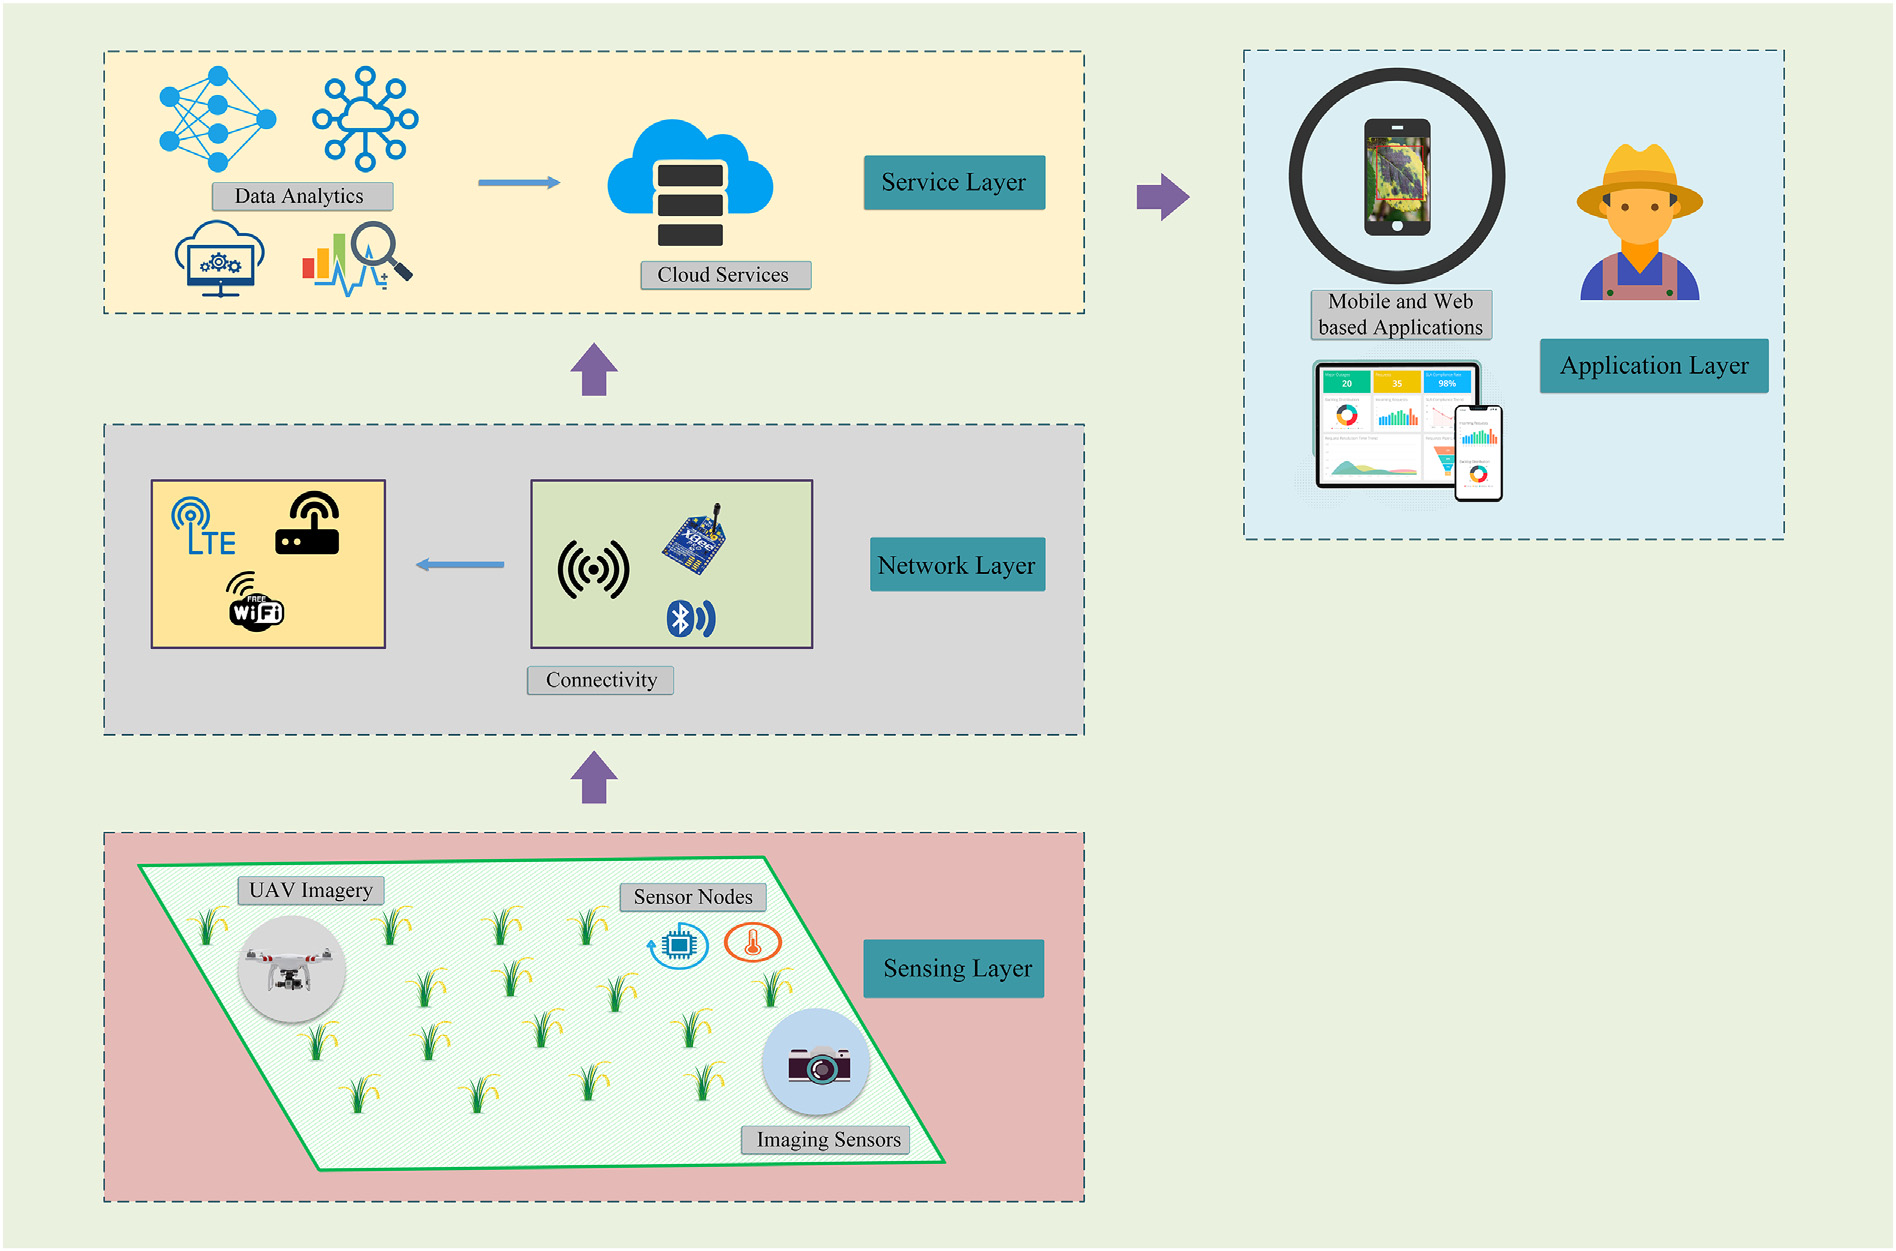 Data Analytics
Cloud Services
Service Layer
Mobile and Web
based Applications
20
35
98%
Application Layer
LTE
FREE
WiFi
XBee
Network Layer
Connectivity
UAV Imagery
Sensor Nodes
Sensing Layer
Imaging Sensors